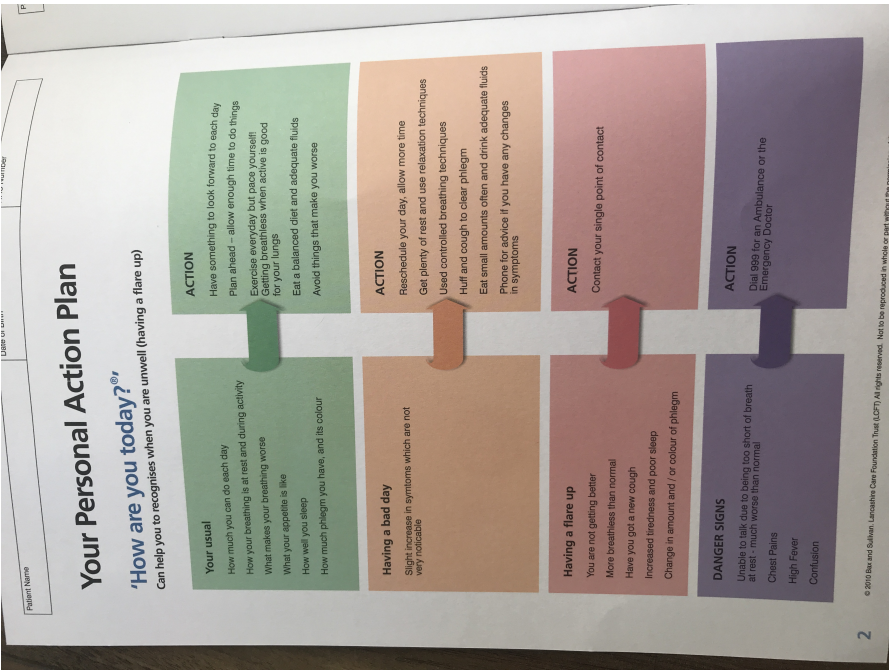 Patient Name
Date of Birth
Your Personal Action Plan
'How are you today?®'
Can help you to recognises when you are unwell (having a flare up)
Your usual
How much you can do each day
How your breathing is at rest and during activity
What makes your breathing worse
What your appetite is like
How well you sleep
How much phlegm you have, and its colour
ACTION
Have something to look forward to each day
Plan ahead – allow enough time to do things
Exercise everyday but pace yourself!
Getting breathless when active is good
for your lungs
Eat a balanced diet and adequate fluids
Avoid things that make you worse
Having a bad day
Slight increase in symtoms which are not
very noticable
ACTION
Reschedule your day, allow more time
Get plenty of rest and use relaxation techniques
Used controlled breathing techniques
Huff and cough to clear phlegm
Eat small amounts often and drink adequate fluids
Phone for advice if you have any changes
in symptoms
Having a flare up
You are not getting better
More breathless than normal
Have you got a new cough
Increased tiredness and poor sleep
Change in amount and / or colour of phlegm
ACTION
Contact your single point of contact
DANGER SIGNS
Unable to talk due to being too short of breath
at rest - much worse than normal
Chest Pains
High Fever
Confusion
ACTION
Dial 999 for an Ambulance or the
Emergency Doctor
2
© 2010 Bax and Sullivan, Lancashire Care Foundation Trust (LCFT) All rights reserved. Not to be reproduced in whole or part without the